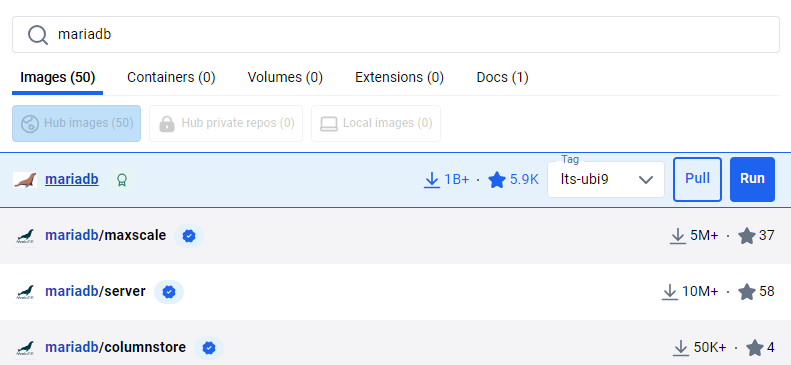 mariadb
Images (50) Containers (0) Volumes (0) Extensions (0) Docs (1)
Hub images (50) Hub private repos (0) Local images (0)
Tag
mariadb 1B+ · 5.9K lts-ubi9 Pull Run
mariadb/maxscale 5M+ · 37
mariadb/server 10M+ · 58
mariadb/columnstore 50K+ · 4